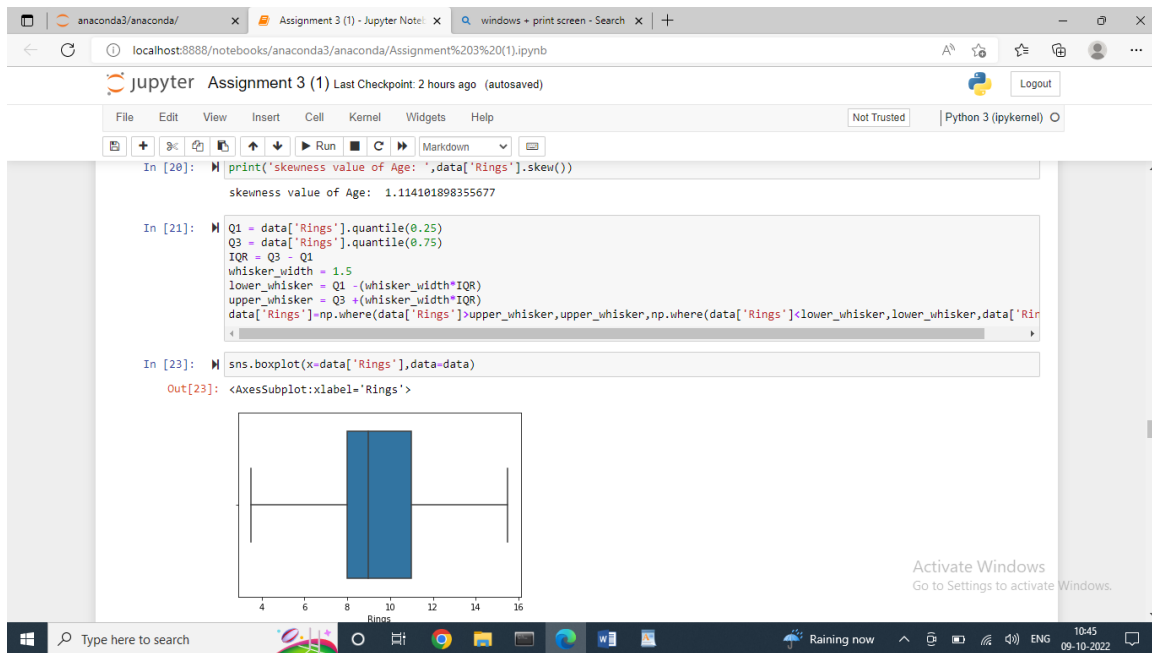 anaconda3/anaconda/
Assignment 3 (1) - Jupyter Notel
windows + print screen - Search
localhost:8888/notebooks/anaconda3/anaconda/Assignment%203%20(1).ipynb
jupyter Assignment 3 (1) Last Checkpoint: 2 hours ago (autosaved)
Logout
File Edit View Insert Cell Kernel Widgets Help
Not Trusted
Python 3 (ipykernel)
Run
Markdown
In [20]: print('skewness value of Age: ',data['Rings'].skew())
skewness value of Age:  1.114101898355677
In [21]: Q1 = data['Rings'].quantile(0.25)
Q3 = data['Rings'].quantile(0.75)
IQR = Q3 - Q1
whisker_width = 1.5
lower_whisker = Q1 -(whisker_width*IQR)
upper_whisker = Q3 +(whisker_width*IQR)
data['Rings']=np.where(data['Rings']>upper_whisker,upper_whisker,np.where(data['Rings']<lower_whisker,lower_whisker,data['Rin
In [23]: sns.boxplot(x=data['Rings'],data=data)
Out[23]: <AxesSubplot:xlabel='Rings'>
4 6 8 10 12 14 16
Rings
Activate Windows
Go to Settings to activate Windows.
Type here to search
Raining now
ENG
10:45
09-10-2022